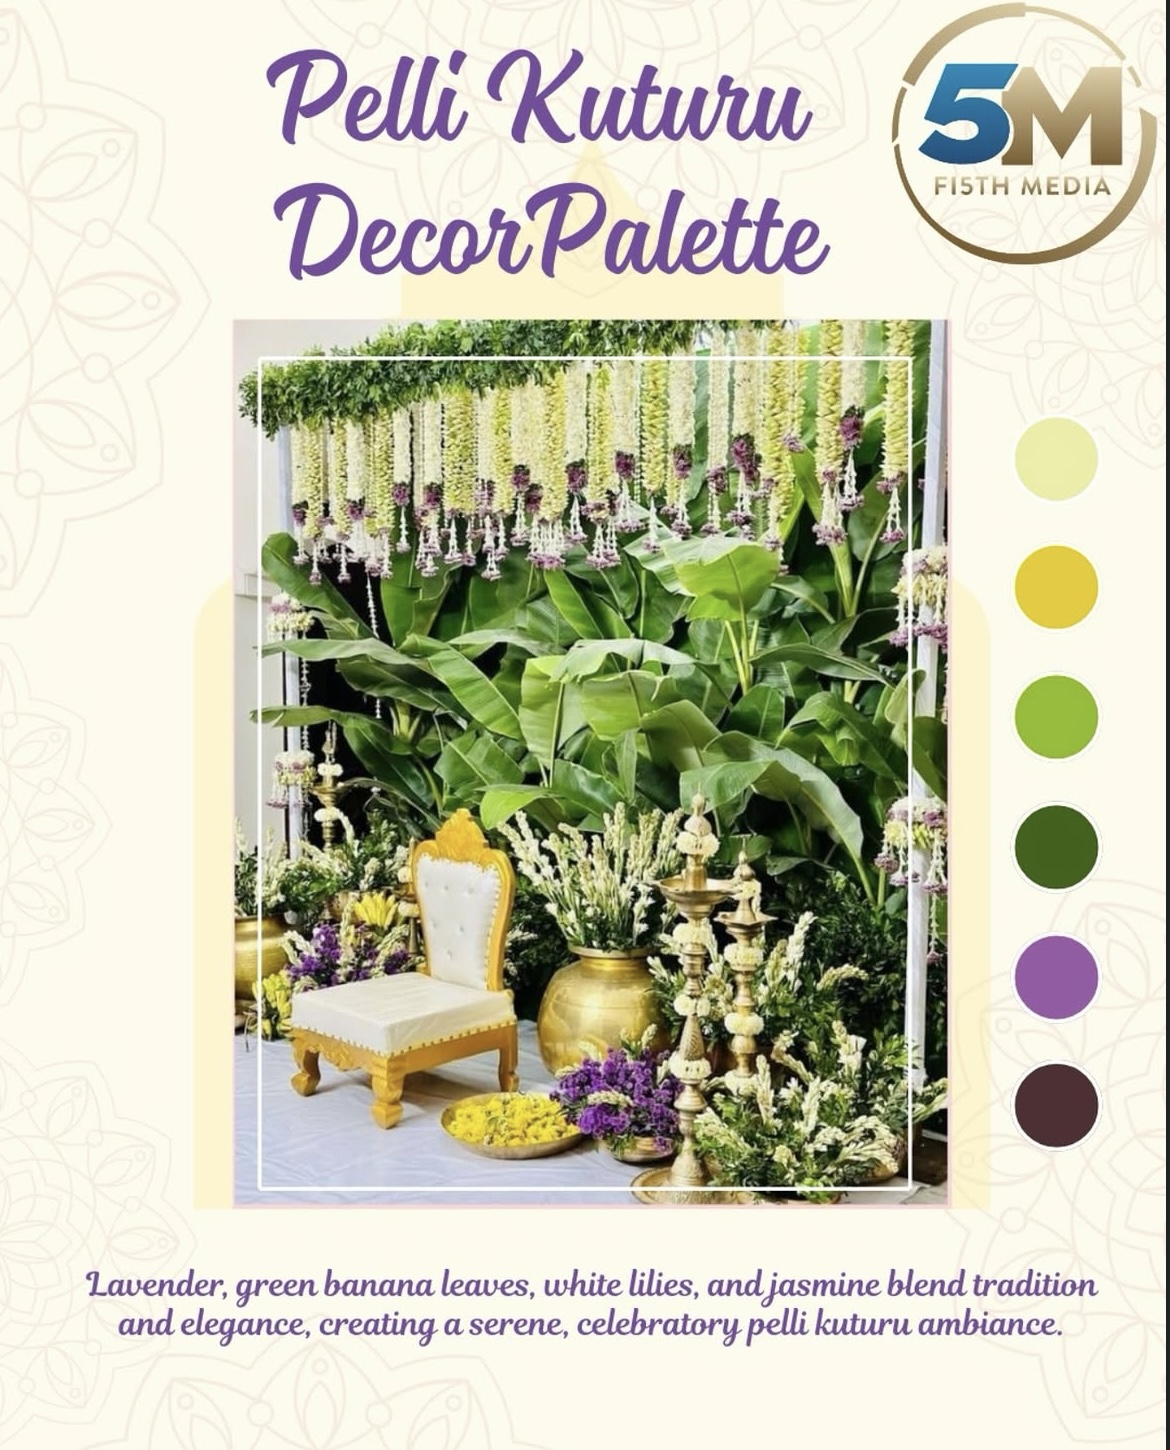 Pelli Kuturu
DecorPalette
5M
FI5TH MEDIA
Lavender, green banana leaves, white lilies, and jasmine blend tradition
and elegance, creating a serene, celebratory pelli kuturu ambiance.